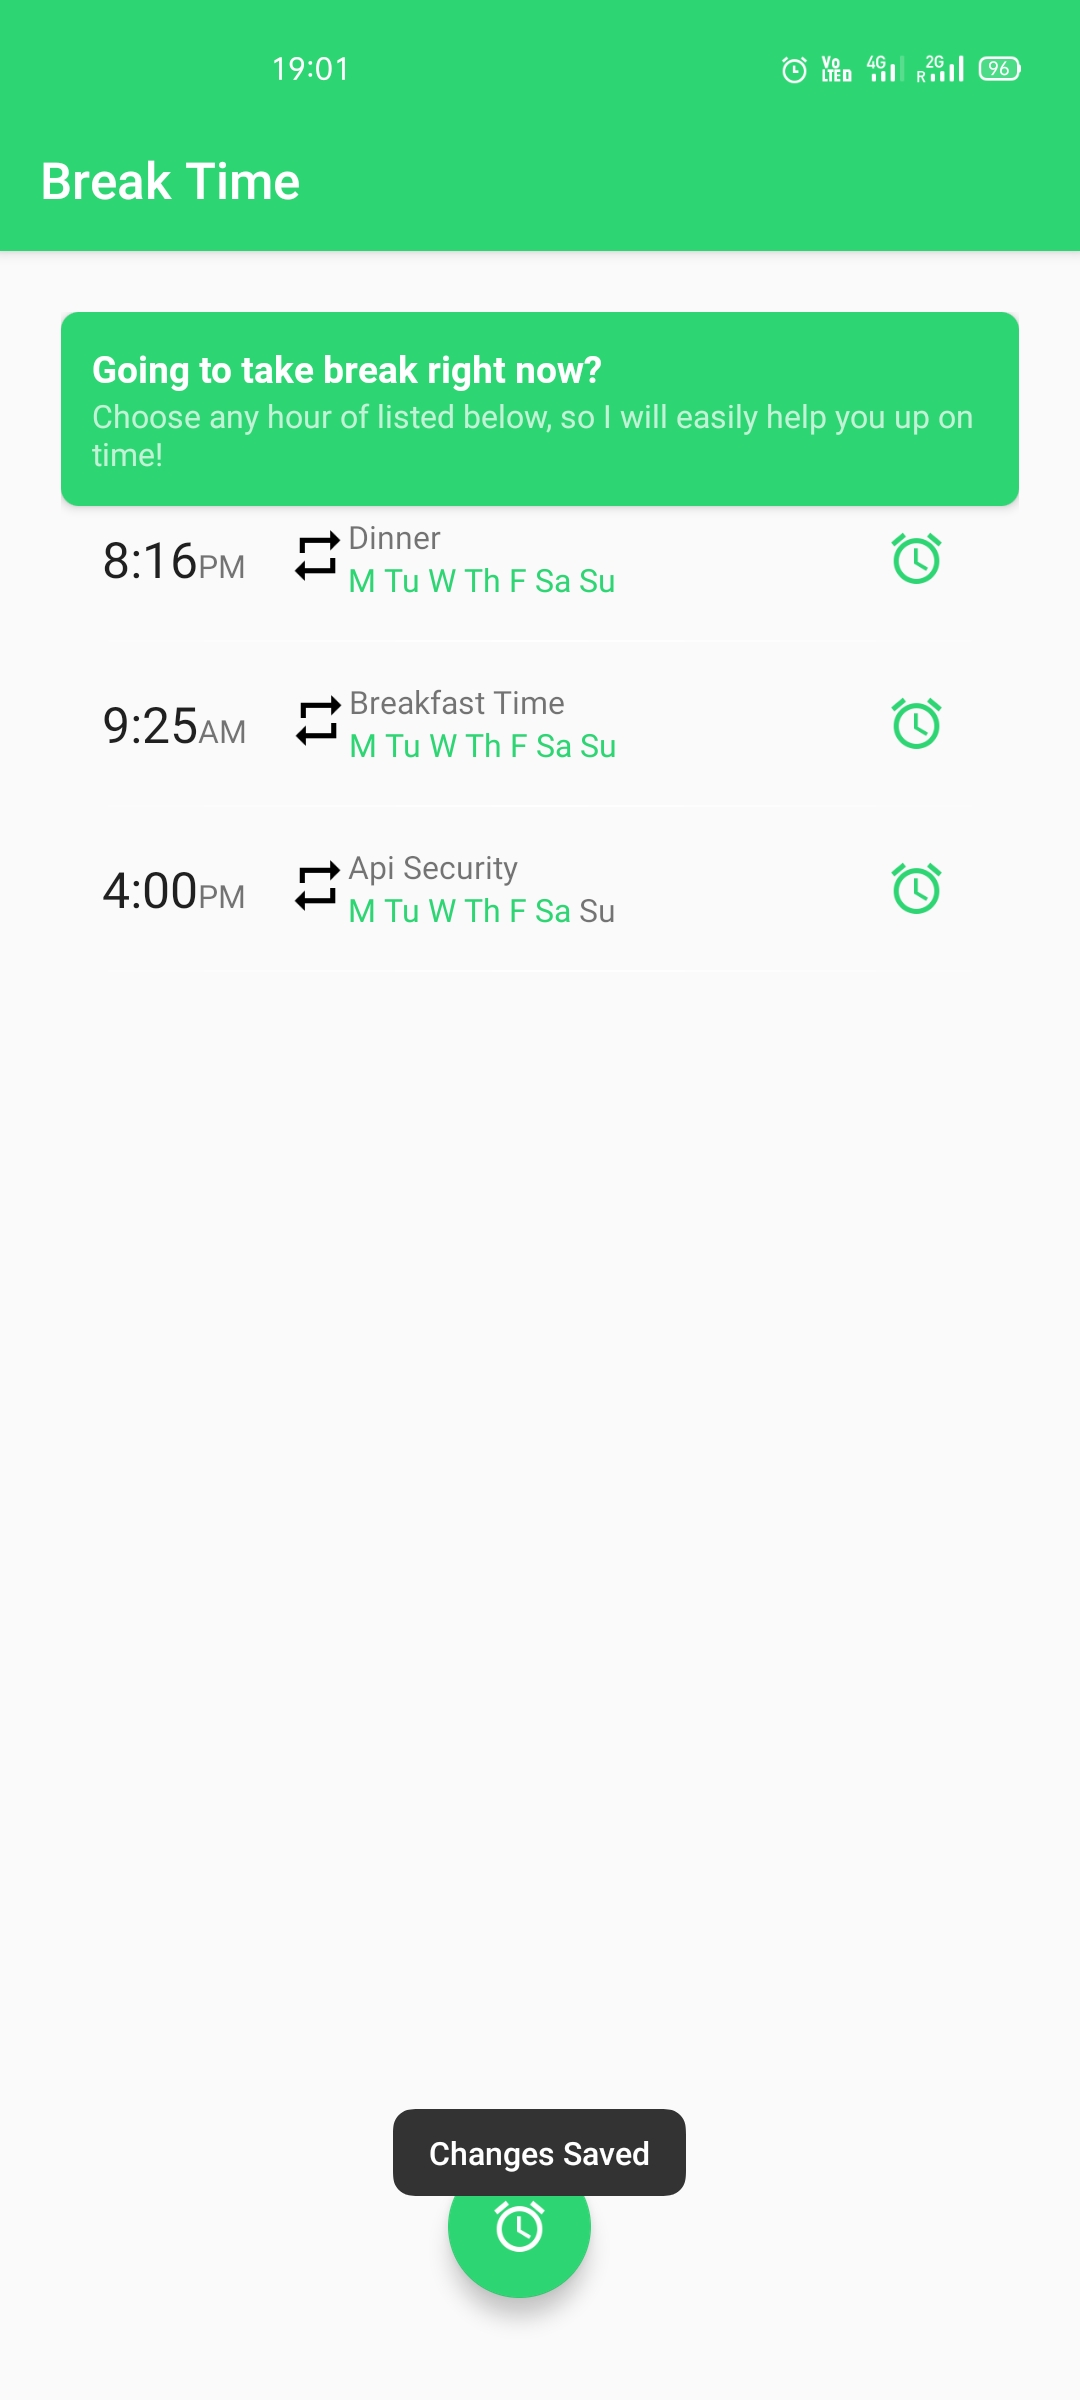 19:01 Vo LTE 4G R 2G 96
Break Time
Going to take break right now?
Choose any hour of listed below, so I will easily help you up on
time!
8:16PM
Dinner
M Tu W Th F Sa Su
9:25AM
Breakfast Time
M Tu W Th F Sa Su
4:00PM
Api Security
M Tu W Th F Sa Su
Changes Saved